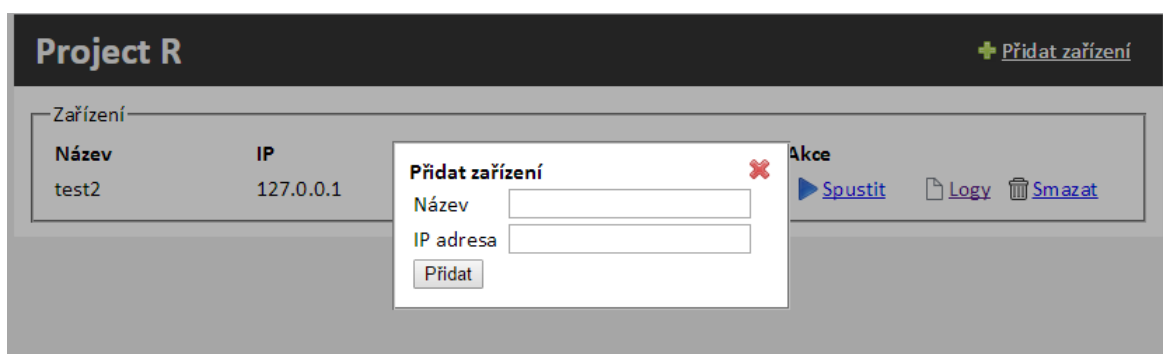 Project R
Přidat zařízení
Zařízení
Název IP Akce
test2 127.0.0.1 Spustit Logy Smazat
Přidat zařízení
Název
IP adresa
Přidat